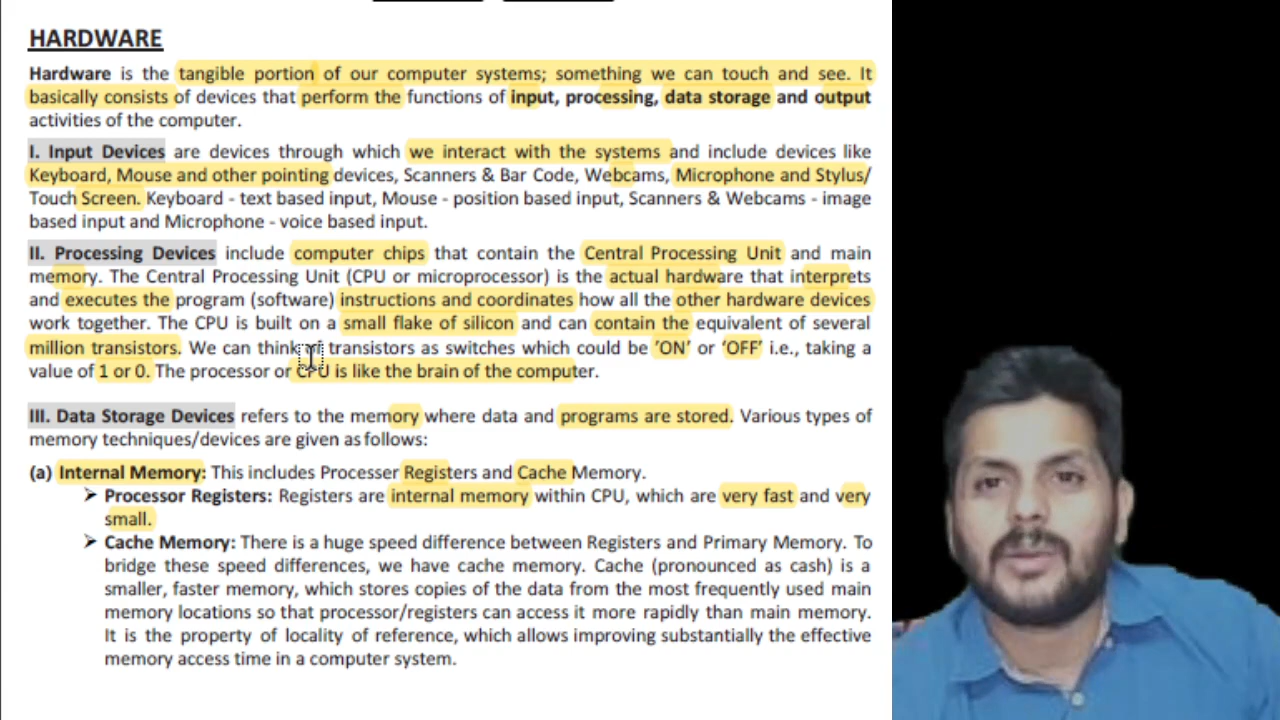 HARDWARE
Hardware is the tangible portion of our computer systems; something we can touch and see. It
basically consists of devices that perform the functions of input, processing, data storage and output
activities of the computer.
I. Input Devices are devices through which we interact with the systems and include devices like
Keyboard, Mouse and other pointing devices, Scanners & Bar Code, Webcams, Microphone and Stylus/
Touch Screen. Keyboard - text based input, Mouse - position based input, Scanners & Webcams - image
based input and Microphone - voice based input.
II. Processing Devices include computer chips that contain the Central Processing Unit and main
memory. The Central Processing Unit (CPU or microprocessor) is the actual hardware that interprets
and executes the program (software) instructions and coordinates how all the other hardware devices
work together. The CPU is built on a small flake of silicon and can contain the equivalent of several
million transistors. We can think of transistors as switches which could be 'ON' or 'OFF' i.e., taking a
value of 1 or 0. The processor or CPU is like the brain of the computer.
III. Data Storage Devices refers to the memory where data and programs are stored. Various types of
memory techniques/devices are given as follows:
(a) Internal Memory: This includes Processer Registers and Cache Memory.
➢ Processor Registers: Registers are internal memory within CPU, which are very fast and very
small.
➢ Cache Memory: There is a huge speed difference between Registers and Primary Memory. To
bridge these speed differences, we have cache memory. Cache (pronounced as cash) is a
smaller, faster memory, which stores copies of the data from the most frequently used main
memory locations so that processor/registers can access it more rapidly than main memory.
It is the property of locality of reference, which allows improving substantially the effective
memory access time in a computer system.